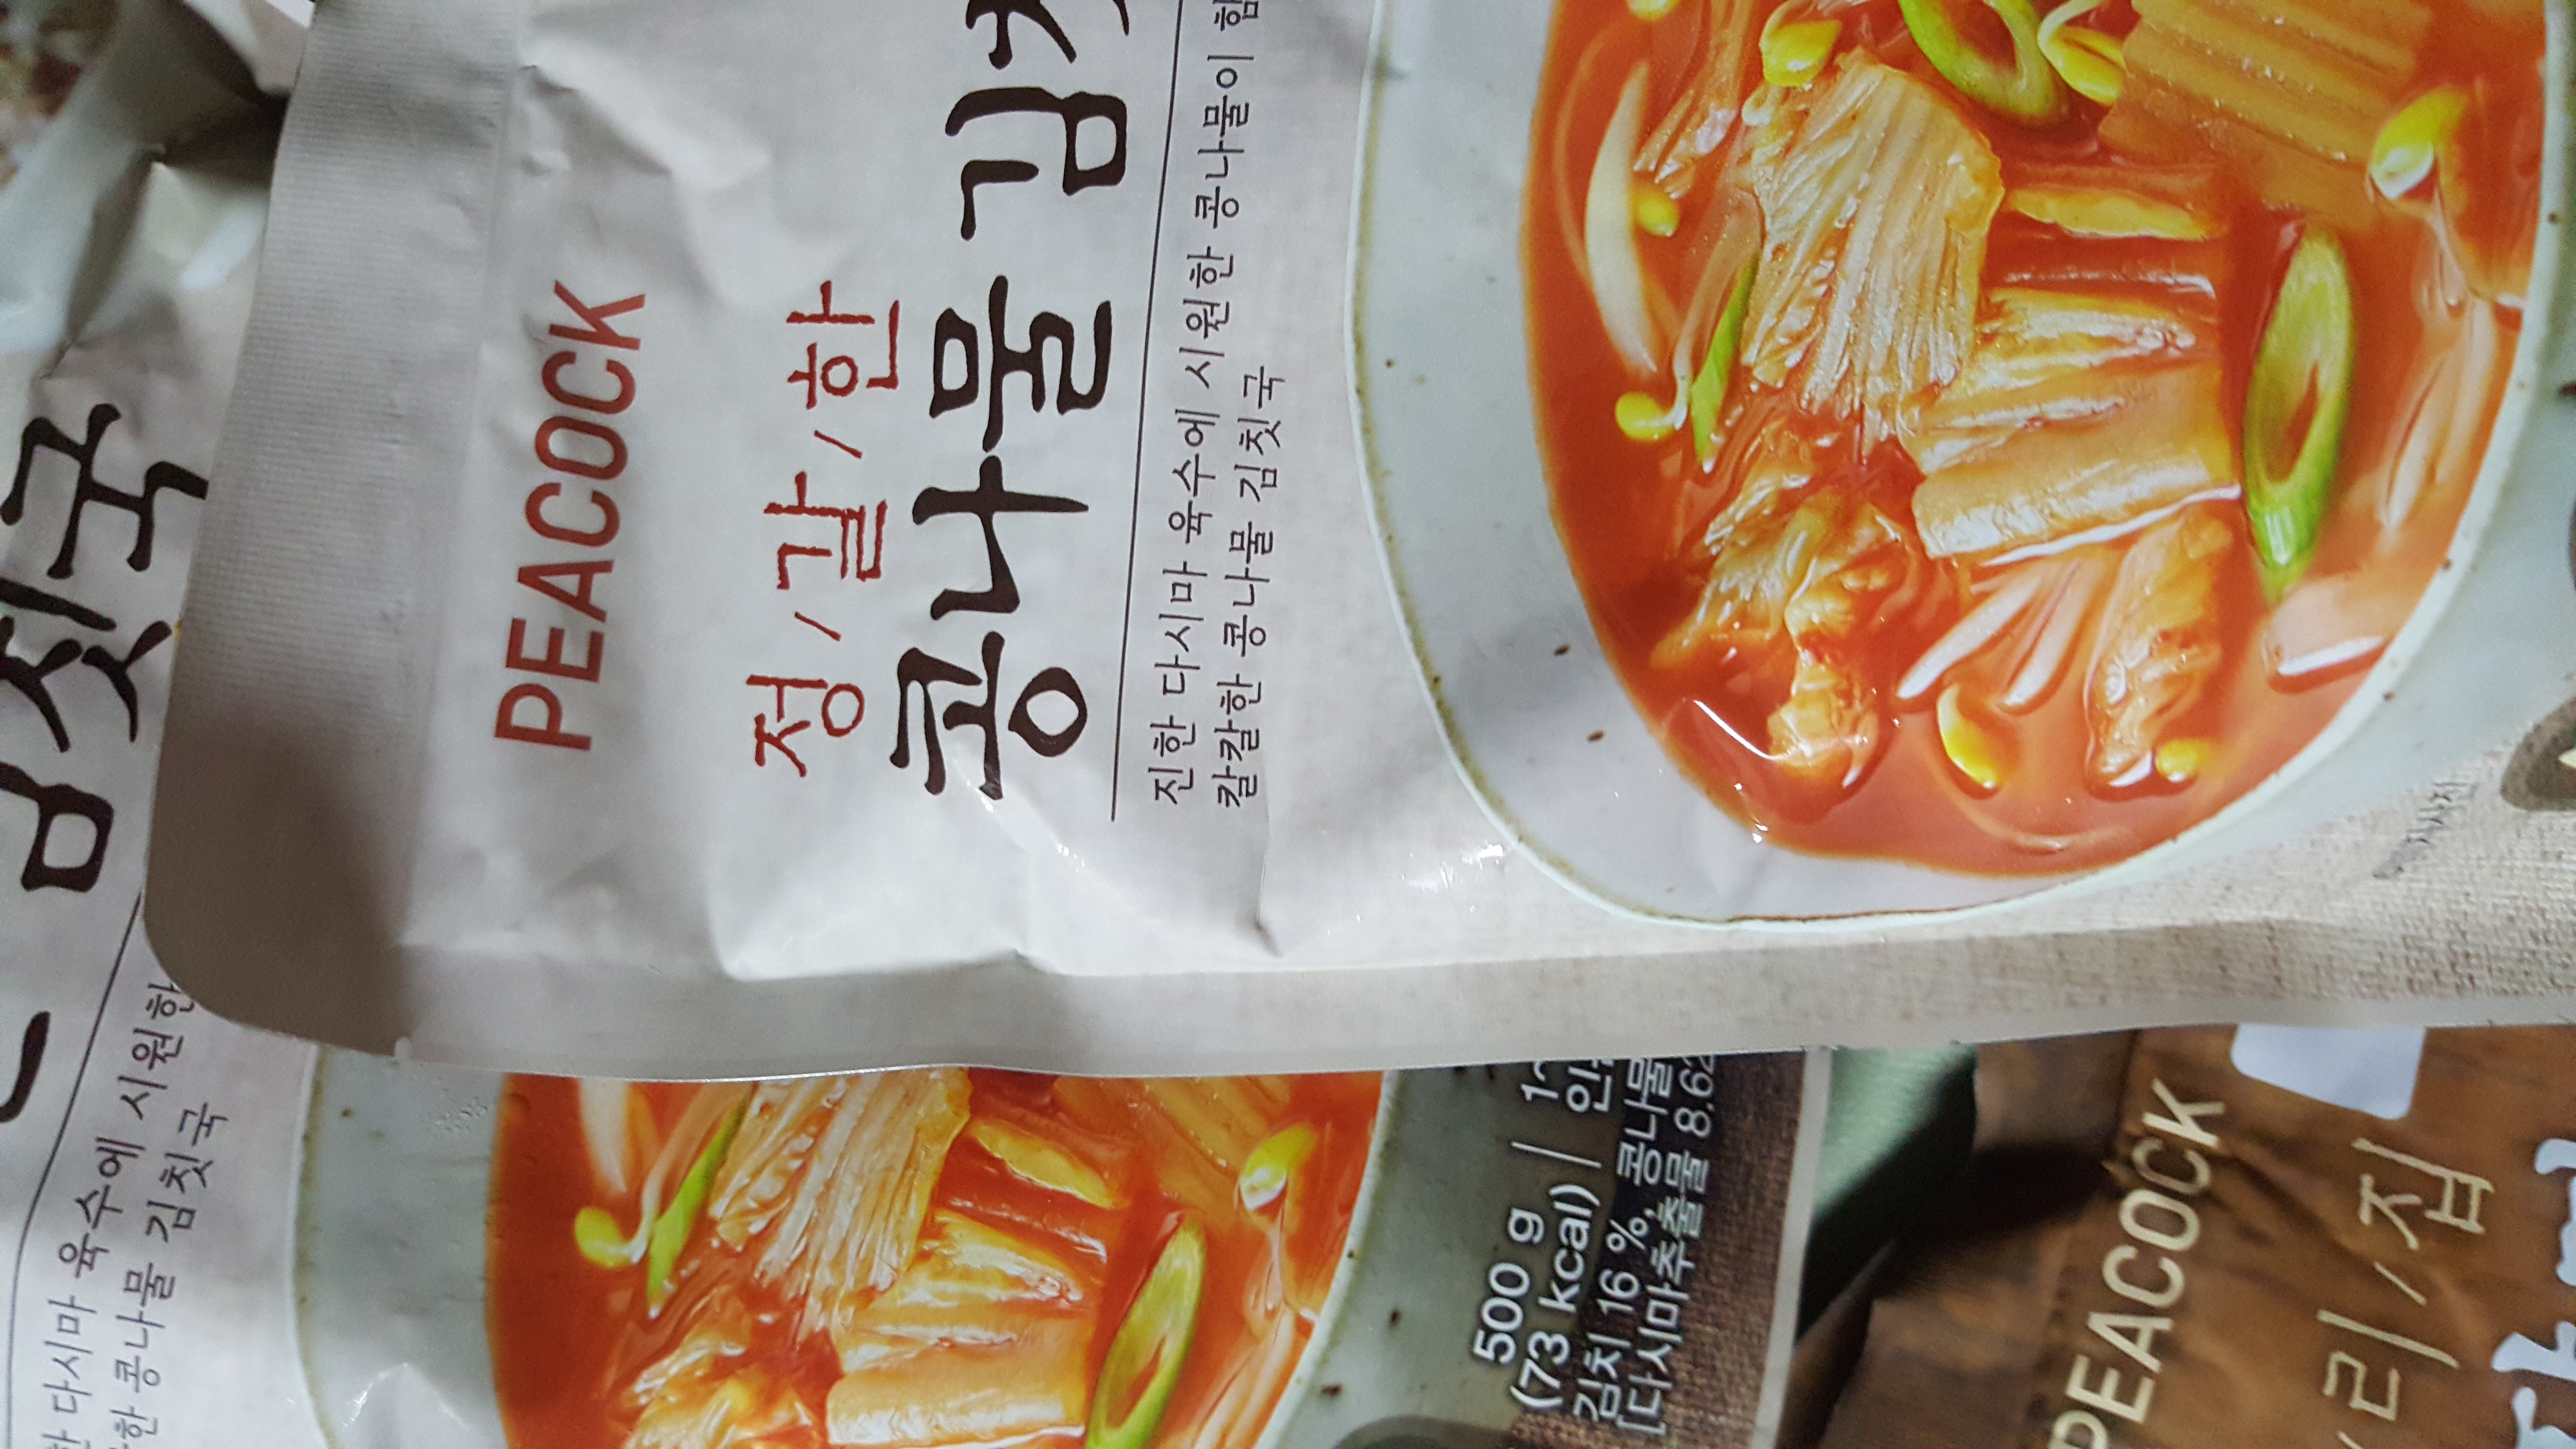 PEACOCK
정/갈/한
콩나물 김
진한 다시마 육수에 시원한 콩나물이
칼칼한 콩나물 김칫국
김칫국
다시마 육수에 시원한
콩나물 김칫국
500 g |
(73 kcal) |
김치 16 %, 콩나물
[다시마추출물 8.62
PEACOCK
리/집